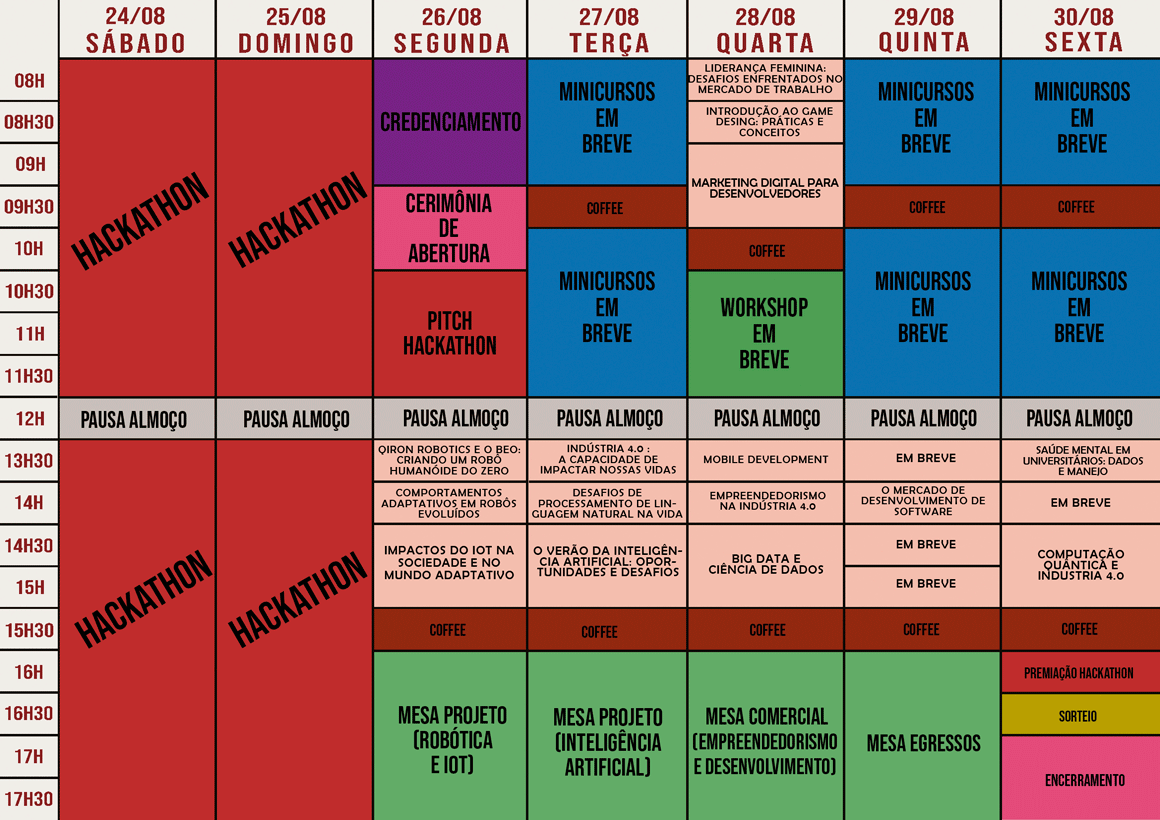 24/08
SÁBADO
25/08
DOMINGO
26/08
SEGUNDA
27/08
TERÇA
28/08
QUARTA
29/08
QUINTA
30/08
SEXTA
08H
08H30
09H
09H30
10H
10H30
11H
11H30
12H
13H30
14H
14H30
15H
15H30
16H
16H30
17H
17H30
HACKATHON
PAUSA ALMOÇO
HACKATHON
HACKATHON
PAUSA ALMOÇO
HACKATHON
CREDENCIAMENTO
CERIMÔNIA
DE
ABERTURA
PITCH
HACKATHON
PAUSA ALMOÇO
QIRON ROBOTICS E O BEO:
CRIANDO UM ROBÔ
HUMANÓIDE DO ZERO
COMPORTAMENTOS
ADAPTATIVOS EM ROBÔS
EVOLUÍDOS
IMPACTOS DO IOT NA
SOCIEDADE E NO
MUNDO ADAPTATIVO
COFFEE
MESA PROJETO
(ROBÓTICA
E IOT)
MINICURSOS
EM
BREVE
COFFEE
MINICURSOS
EM
BREVE
PAUSA ALMOÇO
INDÚSTRIA 4.0 :
A CAPACIDADE DE
IMPACTAR NOSSAS VIDAS
DESAFIOS DE
PROCESSAMENTO DE LIN-
GUAGEM NATURAL NA VIDA
O VERÃO DA INTELIGÊN-
CIA ARTIFICIAL: OPOR-
TUNIDADES E DESAFIOS
COFFEE
MESA PROJETO
(INTELIGÊNCIA
ARTIFICIAL)
LIDERANÇA FEMININA:
DESAFIOS ENFRENTADOS NO
MERCADO DE TRABALHO
INTRODUÇÃO AO GAME
DESING: PRÁTICAS E
CONCEITOS
MARKETING DIGITAL PARA
DESENVOLVEDORES
COFFEE
WORKSHOP
EM
BREVE
PAUSA ALMOÇO
MOBILE DEVELOPMENT
EMPREENDEDORISMO
NA INDÚSTRIA 4.0
BIG DATA E
CIÊNCIA DE DADOS
COFFEE
MESA COMERCIAL
(EMPREENDEDORISMO
E DESENVOLVIMENTO)
MINICURSOS
EM
BREVE
COFFEE
MINICURSOS
EM
BREVE
PAUSA ALMOÇO
EM BREVE
O MERCADO DE
DESENVOLVIMENTO DE
SOFTWARE
EM BREVE
EM BREVE
COFFEE
MESA EGRESSOS
MINICURSOS
EM
BREVE
COFFEE
MINICURSOS
EM
BREVE
PAUSA ALMOÇO
SAÚDE MENTAL EM
UNIVERSITÁRIOS: DADOS
E MANEJO
EM BREVE
COMPUTAÇÃO
QUÂNTICA E
INDUSTRIA 4.0
COFFEE
PREMIAÇÃO HACKATHON
SORTEIO
ENCERRAMENTO